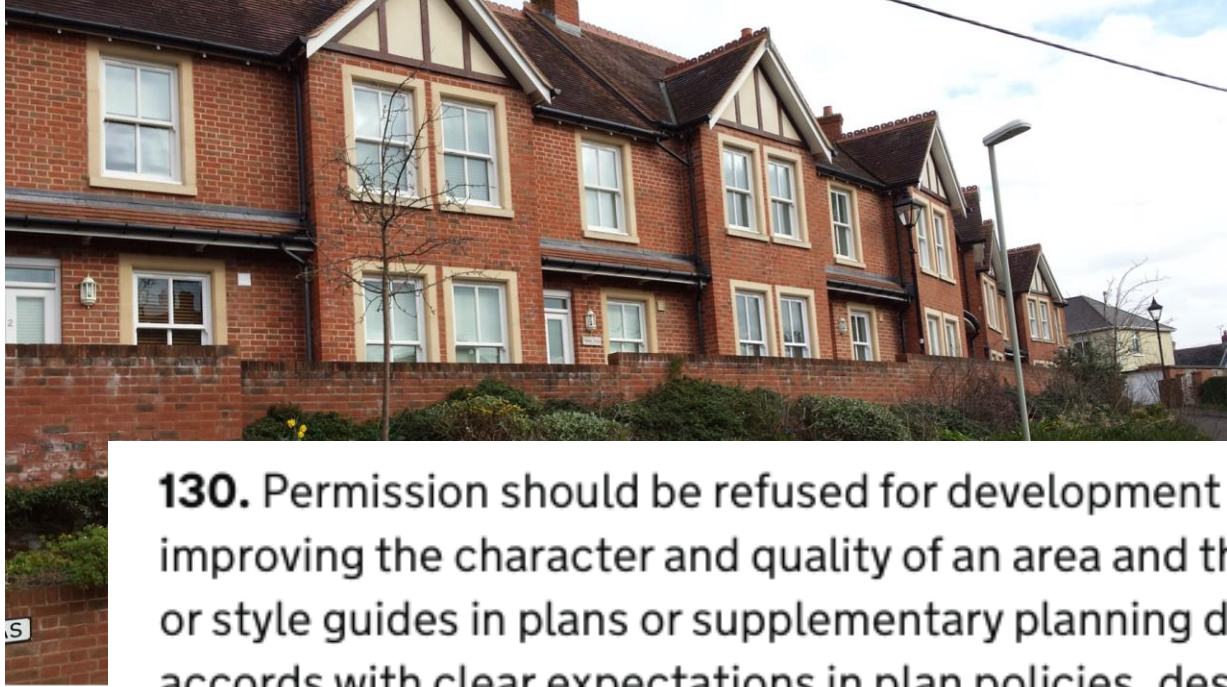 130. Permission should be refused for development
improving the character and quality of an area and
or style guides in plans or supplementary planning
accords with clear expectations in plan policies,
2